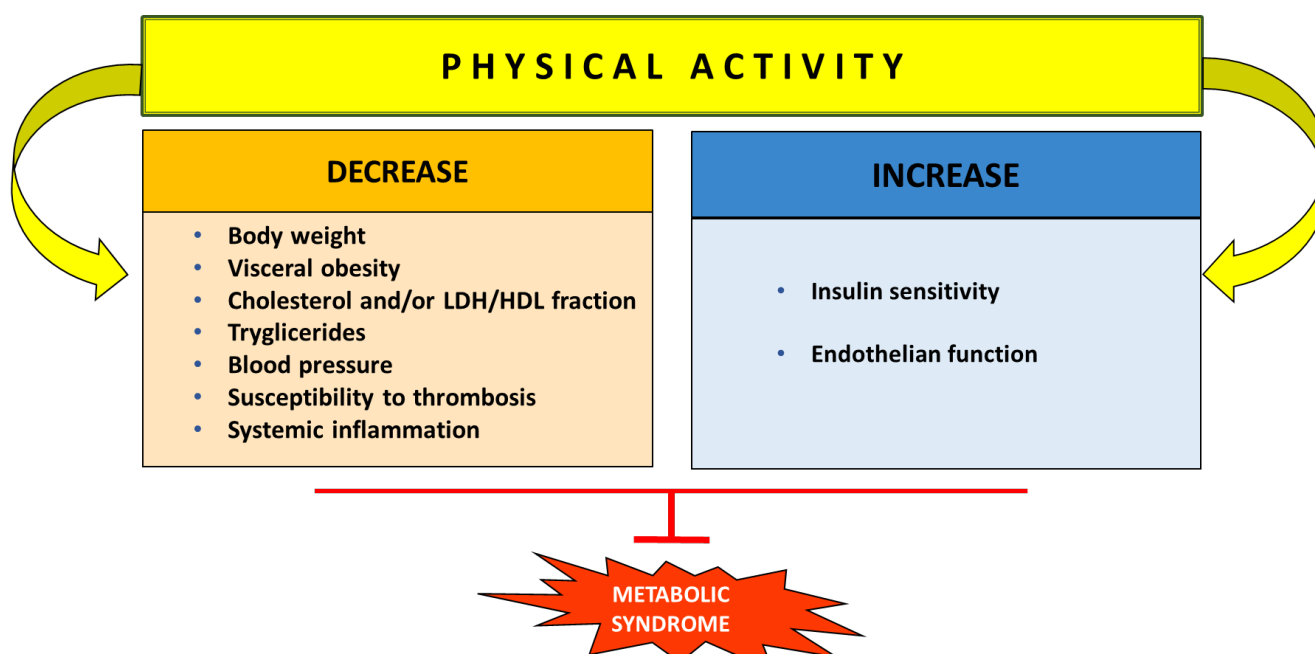 PHYSICAL ACTIVITY
DECREASE
• Body weight
• Visceral obesity
• Cholesterol and/or LDH/HDL fraction
• Tryglicerides
• Blood pressure
• Susceptibility to thrombosis
• Systemic inflammation
INCREASE
• Insulin sensitivity
• Endothelian function
METABOLIC
SYNDROME